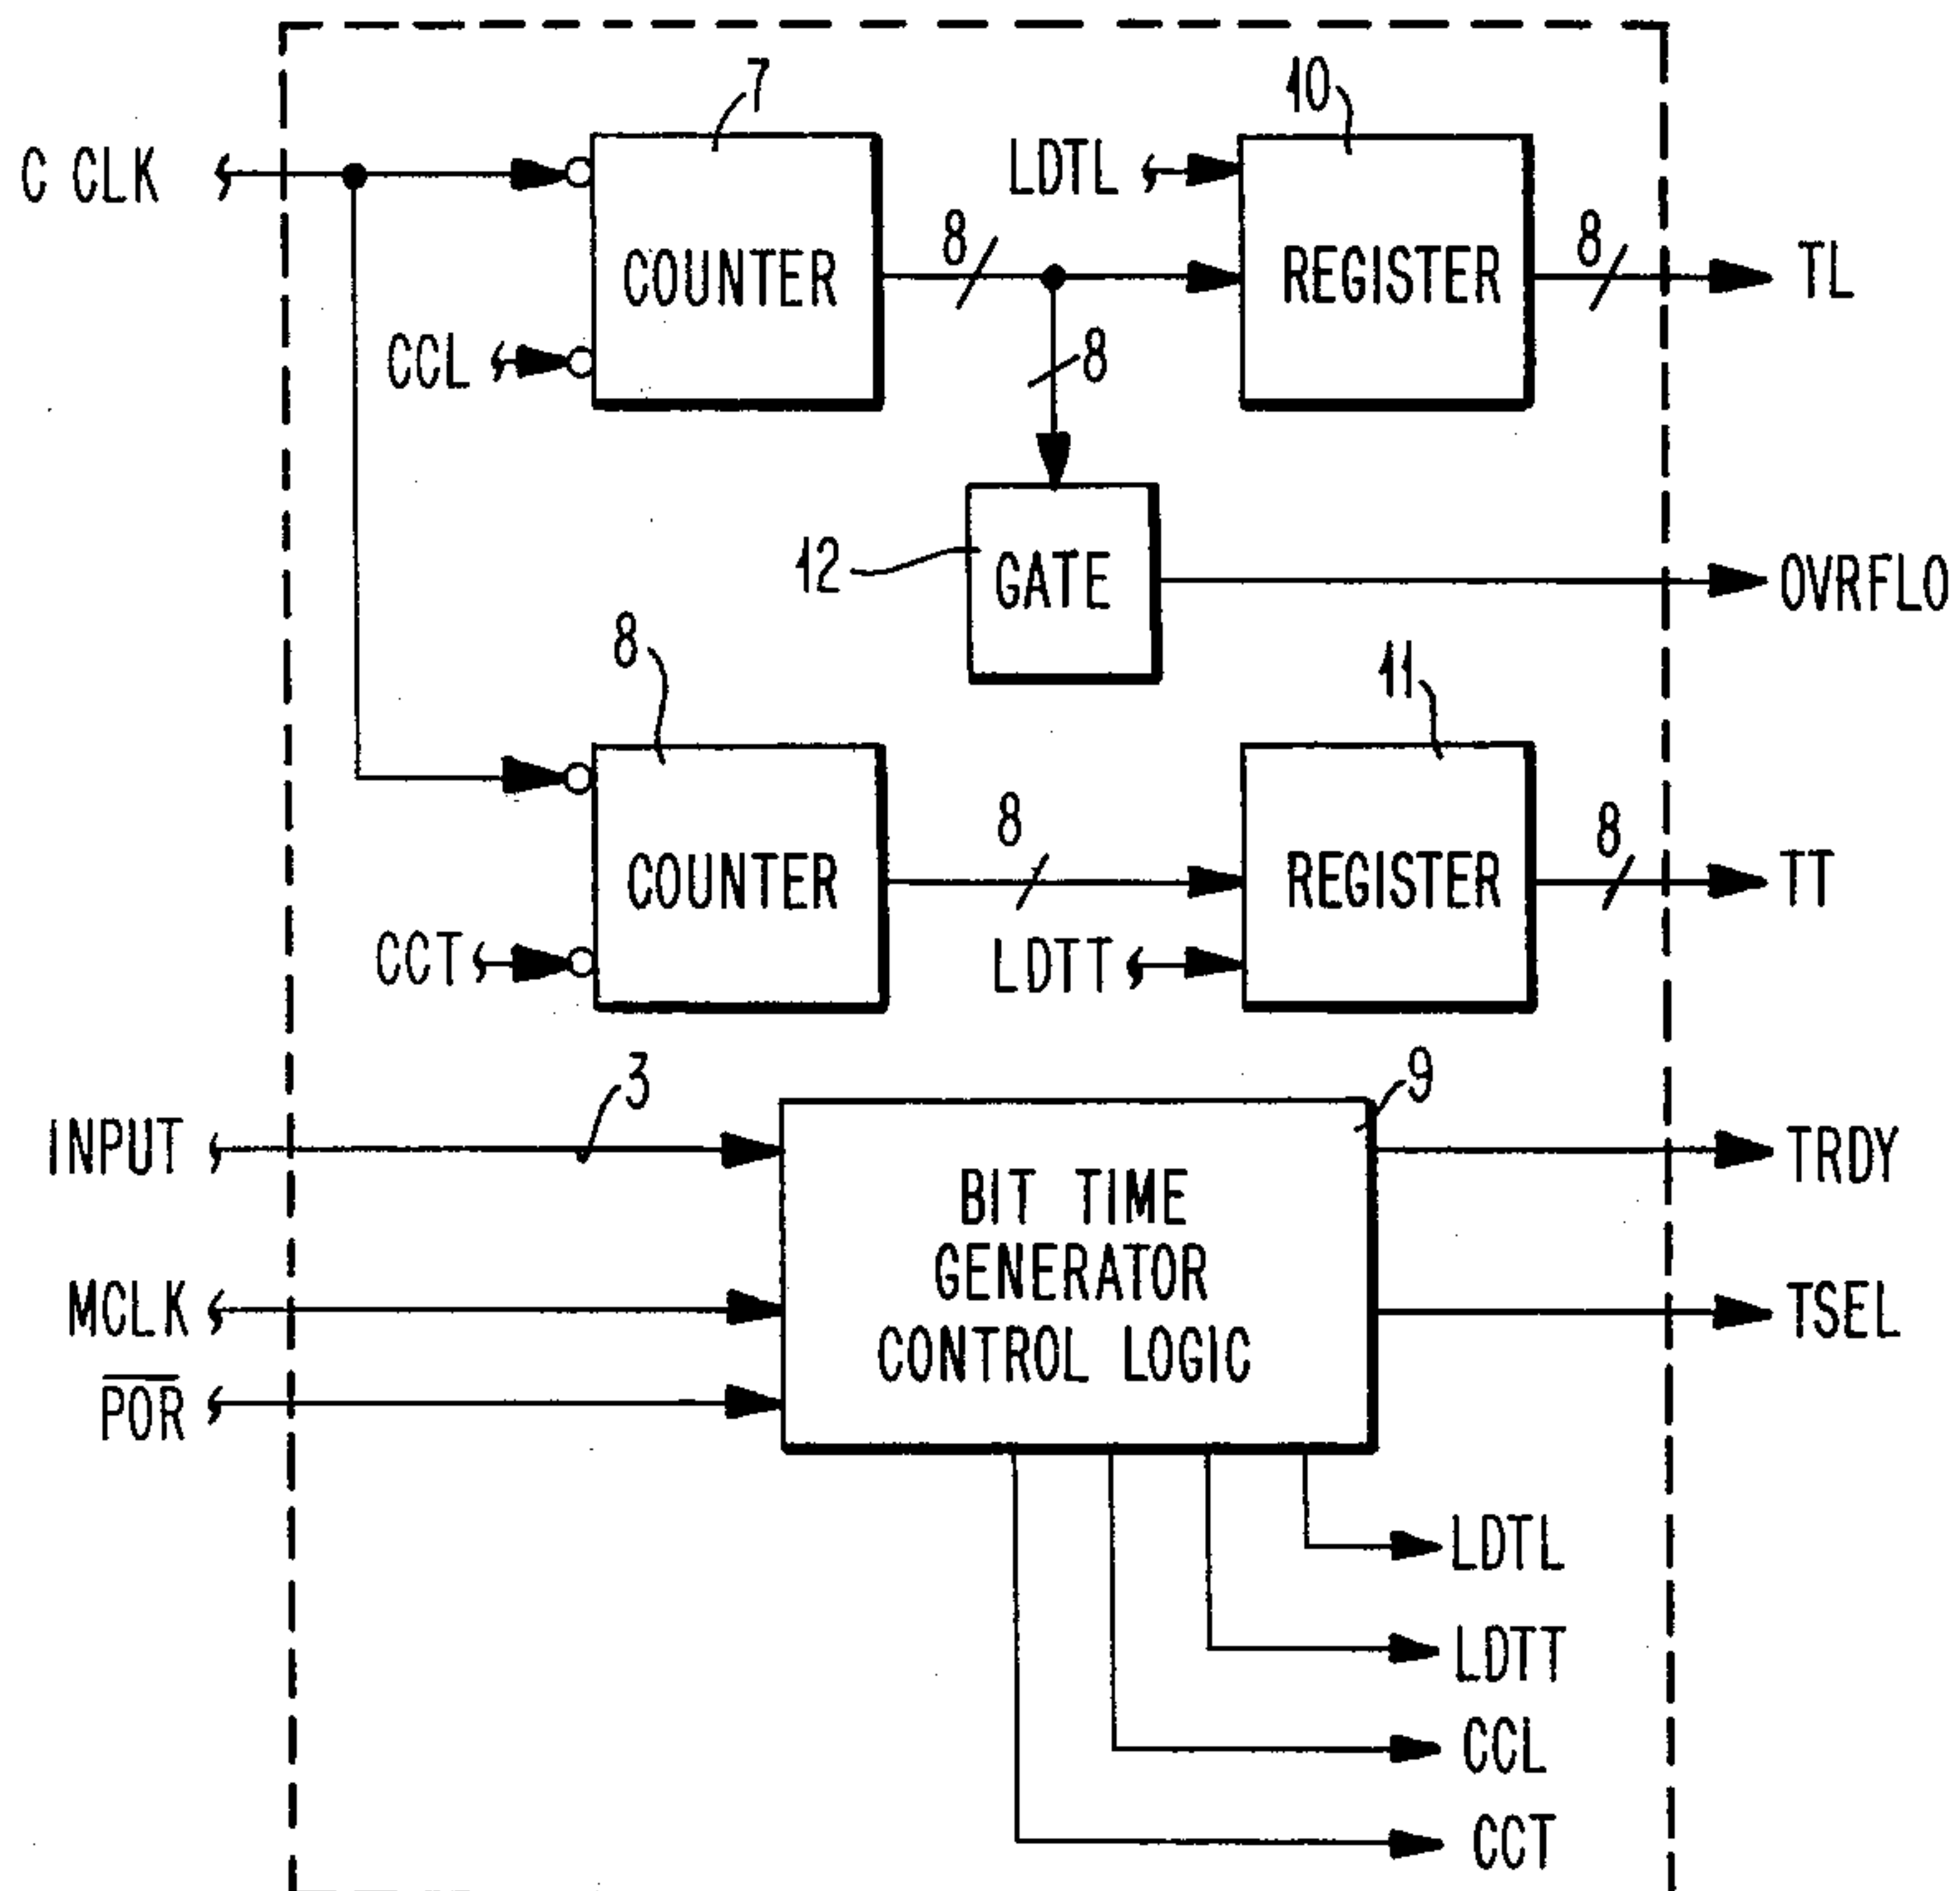 7
10
C CLK
LDTL
COUNTER
8
REGISTER
8
TL
CCL
8
12
GATE
OVRFLO
8
11
COUNTER
8
REGISTER
8
TT
CCT
LDTT
INPUT
3
9
TRDY
BIT TIME
GENERATOR
CONTROL LOGIC
MCLK
TSEL
P̅O̅R̅
LDTL
LDTT
CCL
CCT